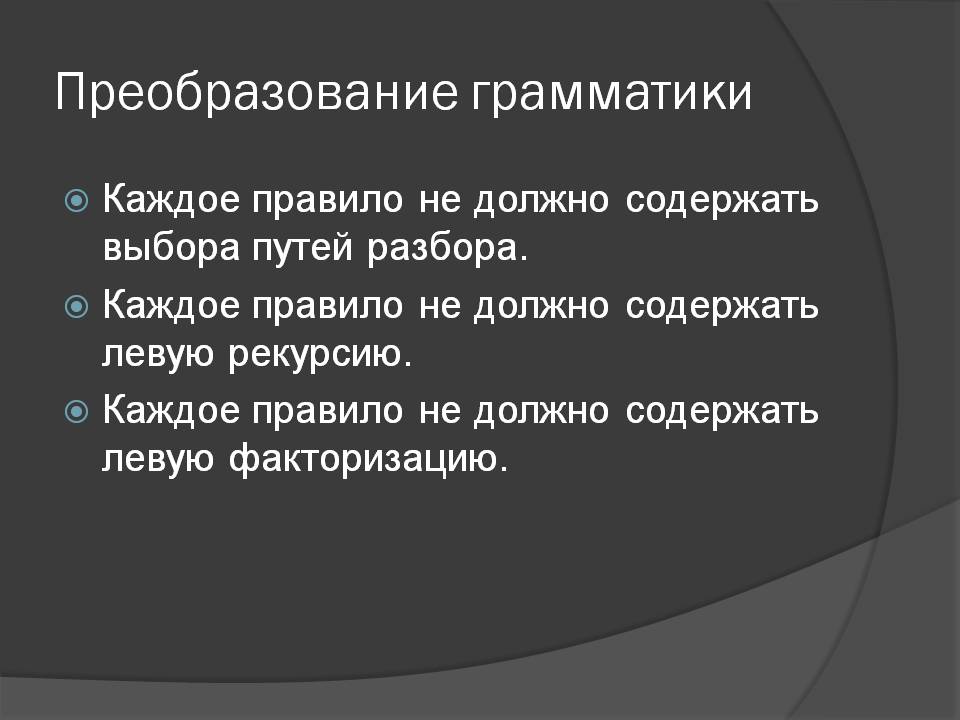 Преобразование грамматики
Каждое правило не должно содержать
выбора путей разбора.
Каждое правило не должно содержать
левую рекурсию.
Каждое правило не должно содержать
левую факторизацию.